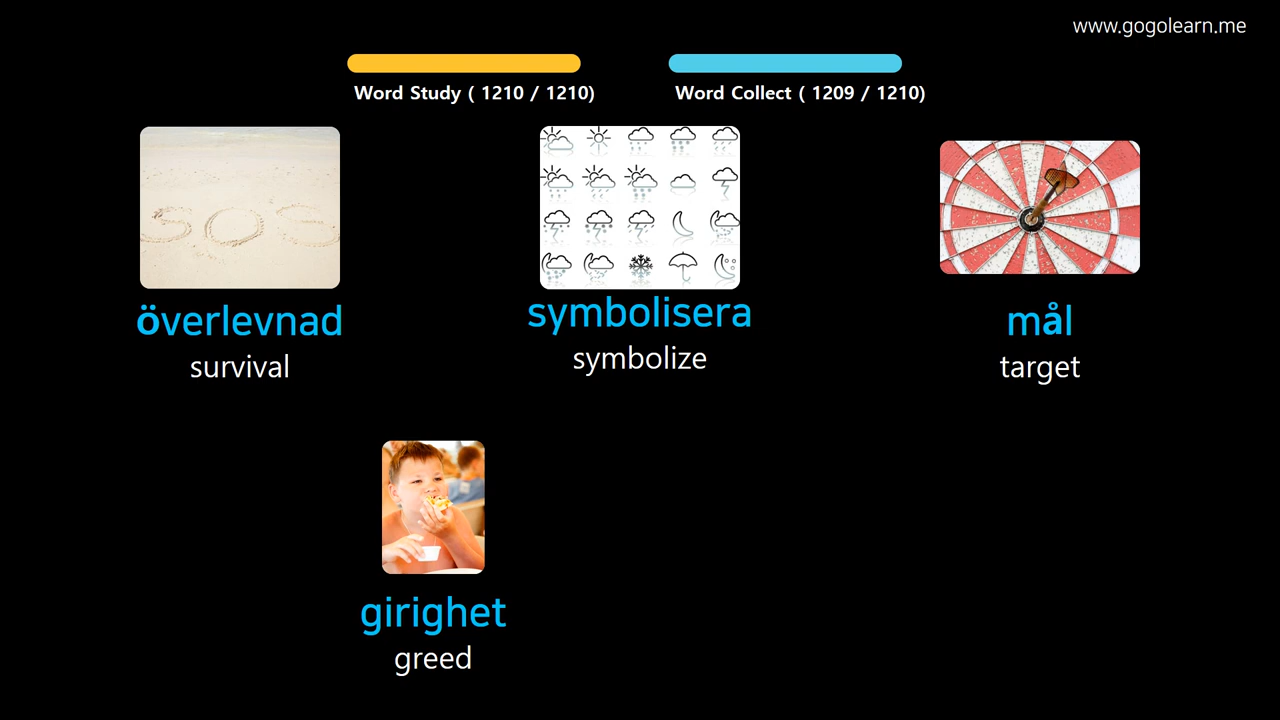 www.gogolearn.me
Word Study ( 1210 / 1210)
Word Collect ( 1209 / 1210)
SOS
överlevnad
survival
symbolisera
symbolize
mål
target
girighet
greed